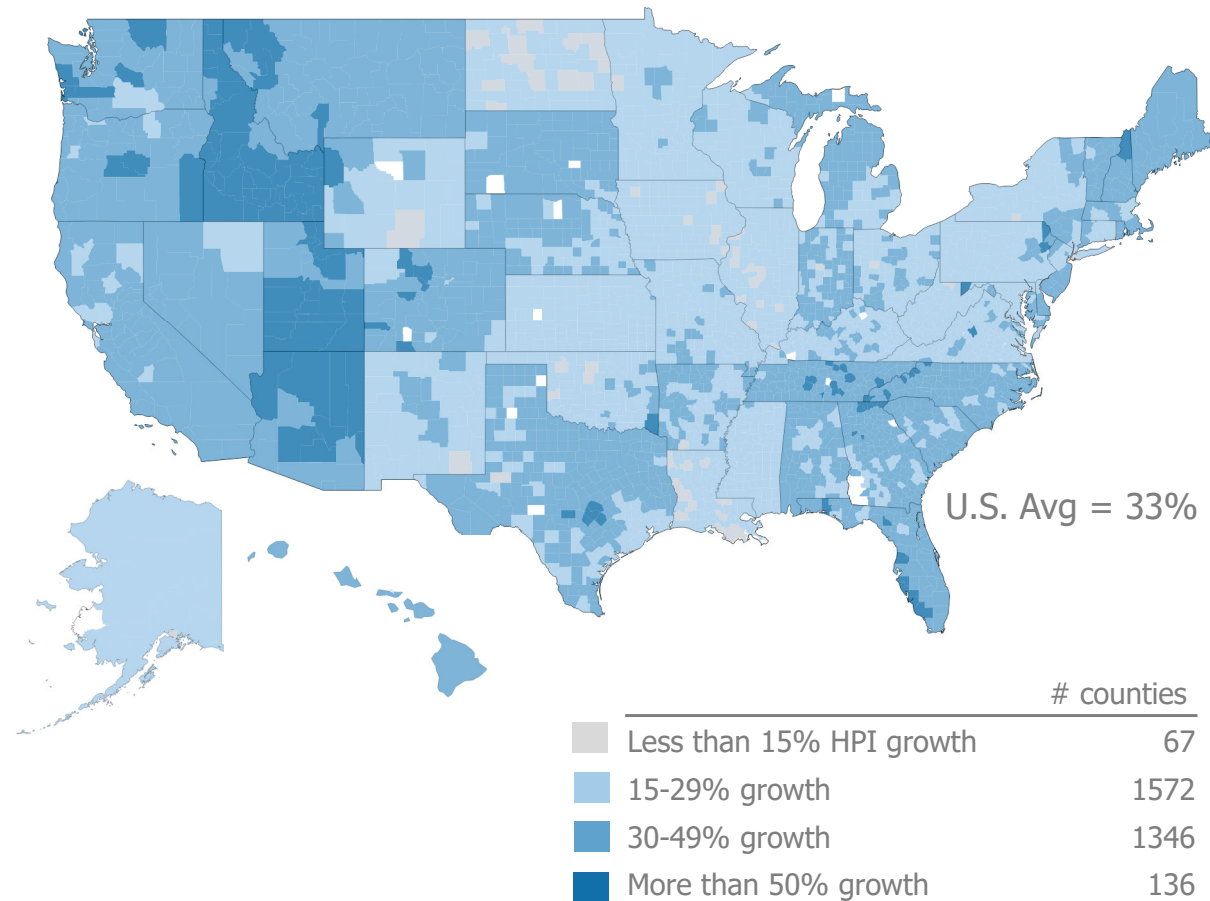 U.S. Avg = 33%
# counties
Less than 15% HPI growth 67
15-29% growth 1572
30-49% growth 1346
More than 50% growth 136